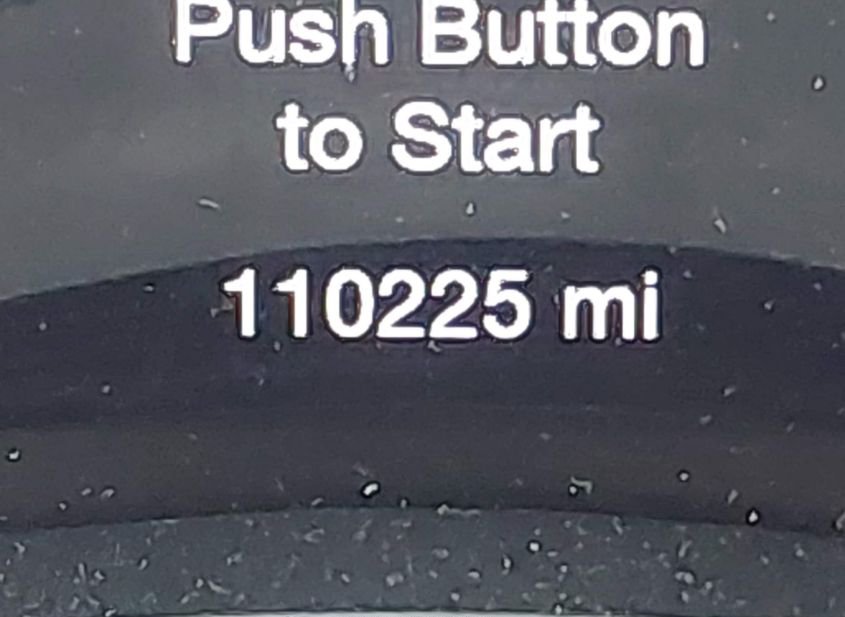 Push Button
to Start
110225 mi